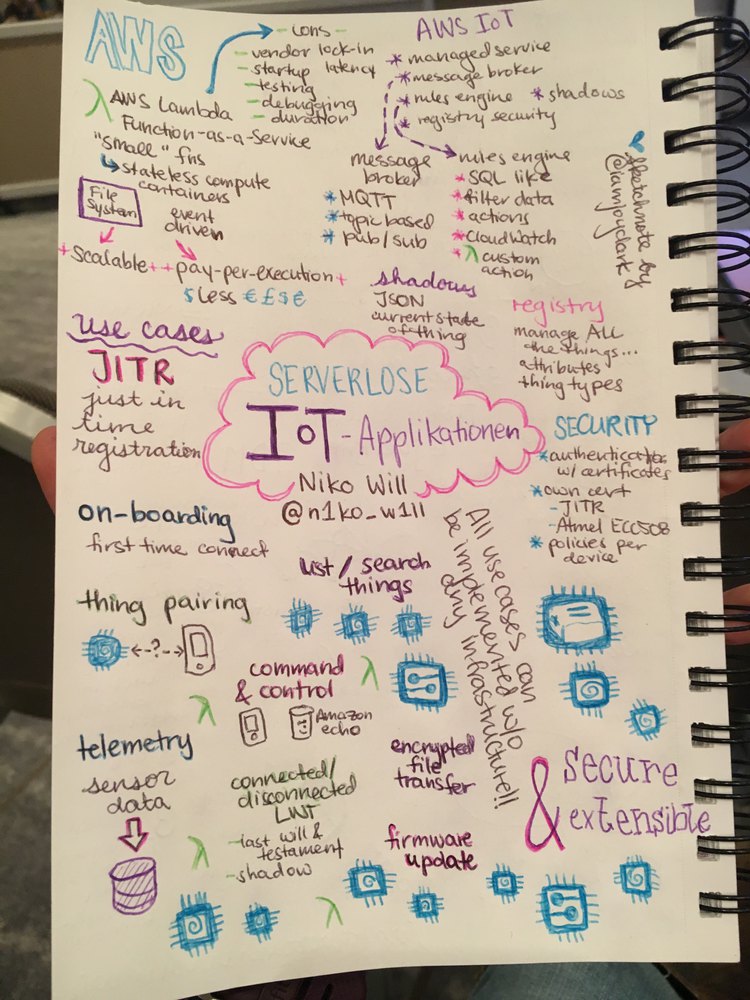 AWS
- cons -
- vendor lock-in
- startup latency
- testing
- debugging
- duration
λ AWS Lambda
Function-as-a-Service
"small" fns
stateless compute
containers
File
System
event
driven
+Scalable+
+pay-per-execution+
$Less €£$€
AWS IoT
* managed service
* message broker
* rules engine
* shadows
* registry security
message
broker
* MQTT
* topic based
* pub/sub
rules engine
* SQL like
* filter data
* actions
* CloudWatch
* λ custom
action
sketchnote by
@iamjoyclark
shadows
JSON
current state
of thing
registry
manage ALL
the things...
attributes
thing types
use cases
JITR
just in
time
registration
SERVERLOSE
IoT-Applikationen
Niko Will
@n1ko_w1ll
SECURITY
* authentication
w/ certificates
* own cert
- JITR
- Atmel ECC508
* policies per
device
on-boarding
first time connect
list / search
things
All use cases can
be implemented w/o
any infrastructure!!
thing pairing
←-?-→
command
& control
λ
λ
Amazon
echo
telemetry
sensor
data
connected/
disconnected
LWT
- last will &
testament
- shadow
λ
encrypted
file
transfer
firmware
update
λ
& secure
extensible